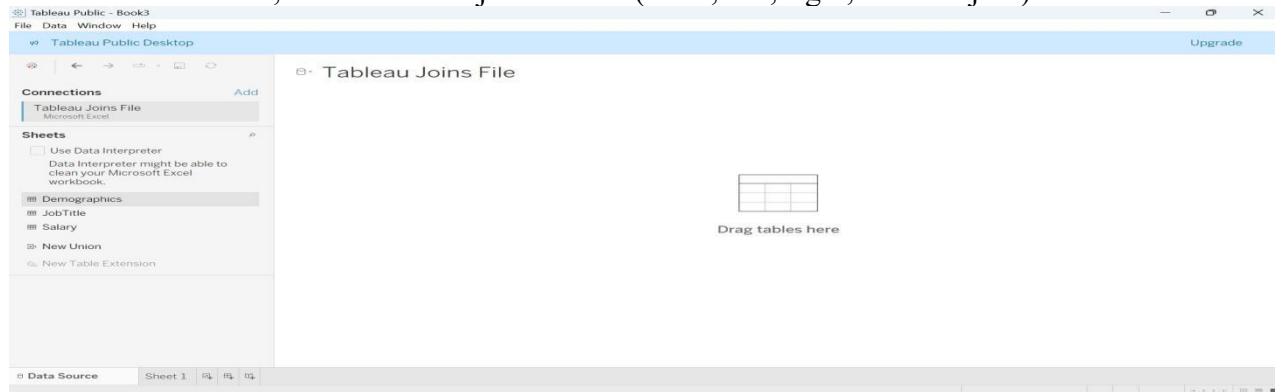 Tableau Public - Book3
File Data Window Help
Tableau Public Desktop
Upgrade
Tableau Joins File
Connections
Add
Tableau Joins File
Microsoft Excel
Sheets
Use Data Interpreter
Data Interpreter might be able to
clean your Microsoft Excel
workbook.
Demographics
JobTitle
Salary
New Union
New Table Extension
Drag tables here
Data Source
Sheet 1